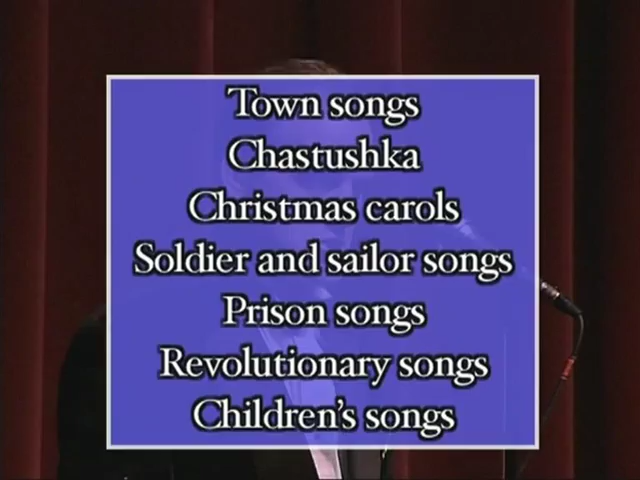 Town songs
Chastushka
Christmas carols
Soldier and sailor songs
Prison songs
Revolutionary songs
Children's songs